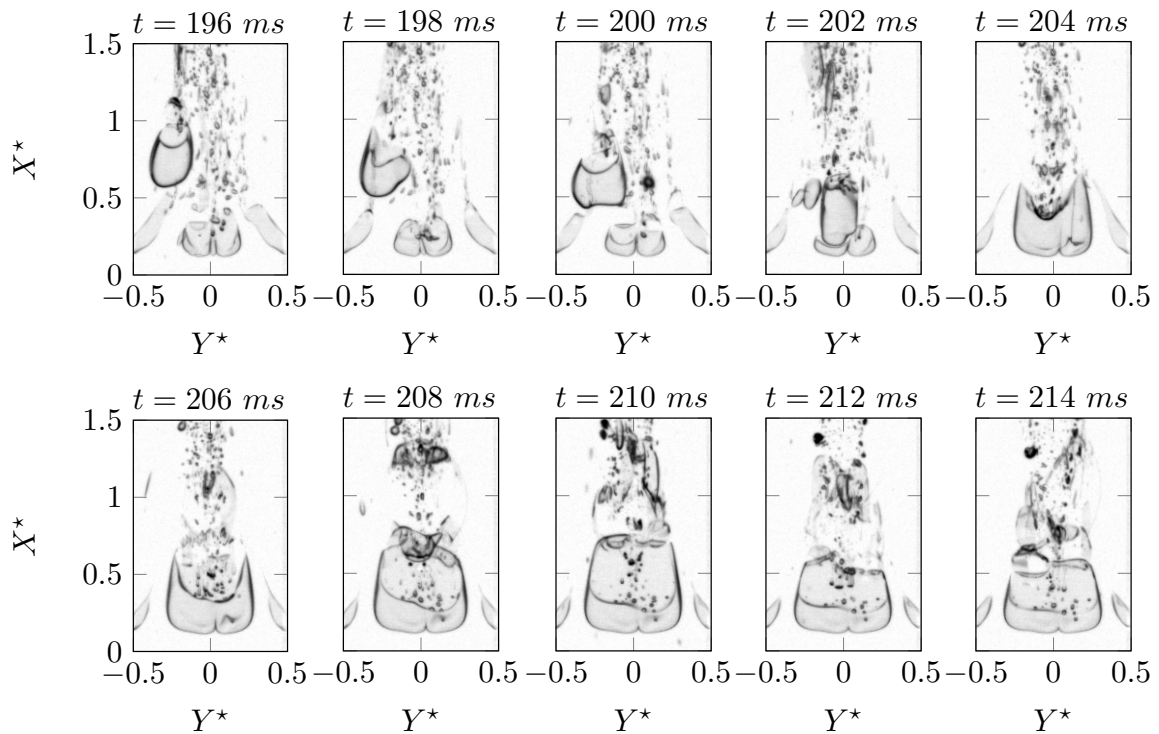 t = 196 ms t = 198 ms t = 200 ms t = 202 ms t = 204 ms
1.5
1
0.5
0
X⋆
−0.5 0 0.5 −0.5 0 0.5 −0.5 0 0.5 −0.5 0 0.5 −0.5 0 0.5
Y⋆ Y⋆ Y⋆ Y⋆ Y⋆
t = 206 ms t = 208 ms t = 210 ms t = 212 ms t = 214 ms
1.5
1
0.5
0
X⋆
−0.5 0 0.5 −0.5 0 0.5 −0.5 0 0.5 −0.5 0 0.5 −0.5 0 0.5
Y⋆ Y⋆ Y⋆ Y⋆ Y⋆